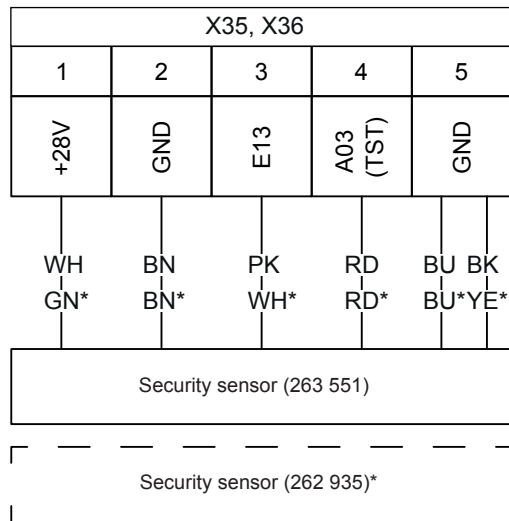 X35, X36
1 2 3 4 5
+28V GND E13 A03 (TST) GND
WH BN PK RD BU BK
GN* BN* WH* RD* BU* YE*
Security sensor (263 551)
Security sensor (262 935)*